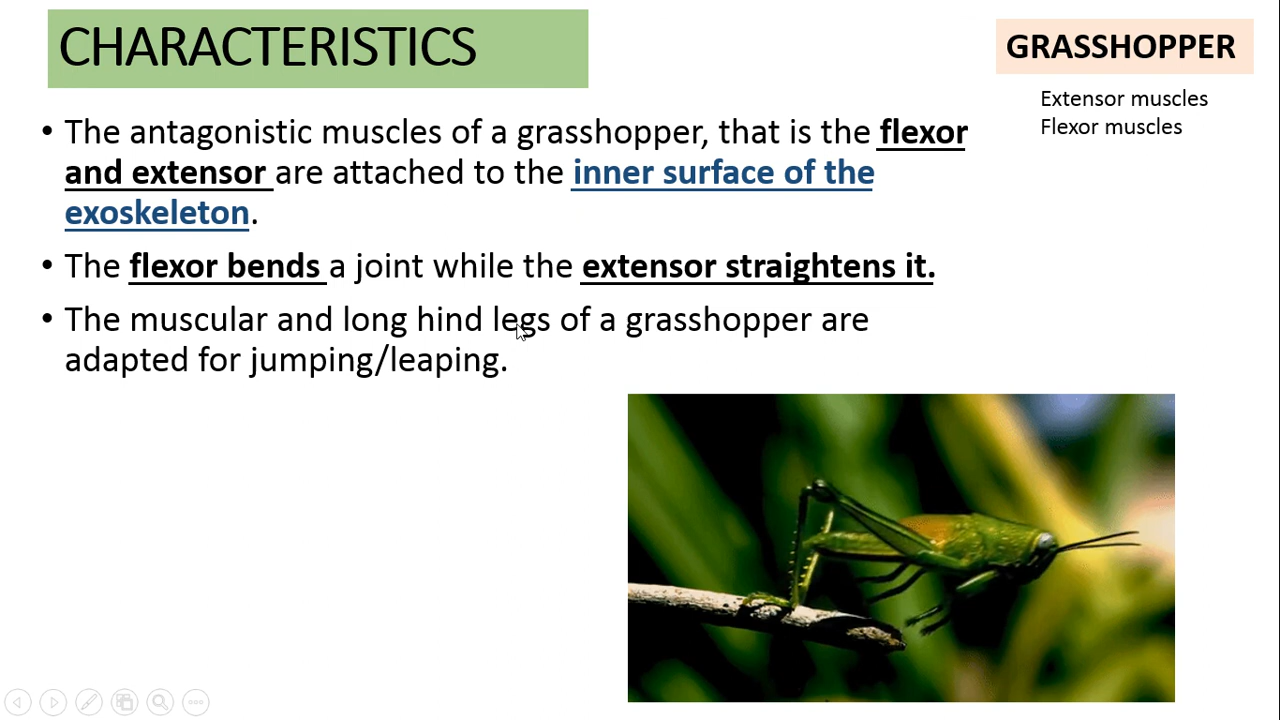 CHARACTERISTICS
GRASSHOPPER
Extensor muscles
Flexor muscles
• The antagonistic muscles of a grasshopper, that is the flexor
and extensor are attached to the inner surface of the
exoskeleton.
• The flexor bends a joint while the extensor straightens it.
• The muscular and long hind legs of a grasshopper are
adapted for jumping/leaping.